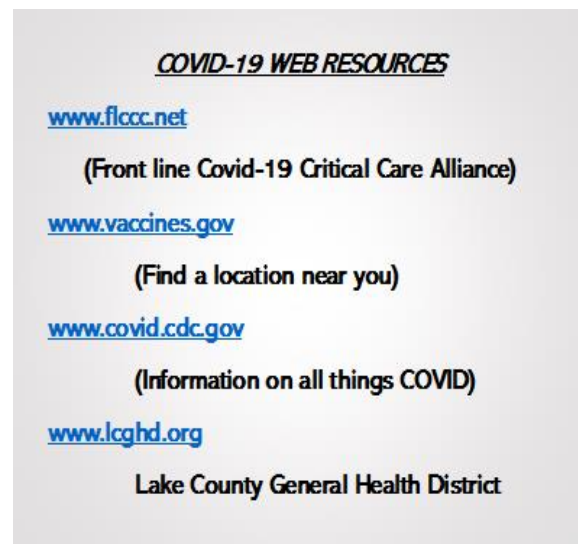 COVID-19 WEB RESOURCES
www.flccc.net
(Front line Covid-19 Critical Care Alliance)
www.vaccines.gov
(Find a location near you)
www.covid.cdc.gov
(Information on all things COVID)
www.lcghd.org
Lake County General Health District